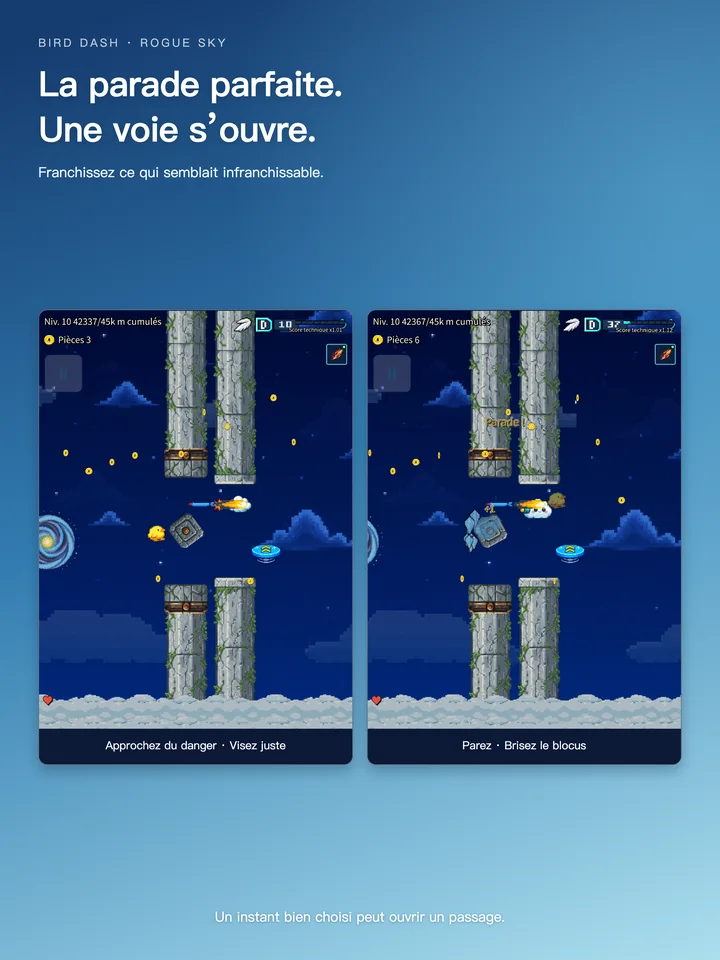 BIRD DASH · ROGUE SKY
La parade parfaite.
Une voie s’ouvre.
Franchissez ce qui semblait infranchissable.
Niv. 10 42337/45k m cumulés
D 10
Score technique x1.01
Pièces 3
Approchez du danger · Visez juste
Niv. 10 42367/45k m cumulés
D 37
Score technique x1.12
Pièces 6
Parade
Parez · Brisez le blocus
Un instant bien choisi peut ouvrir un passage.